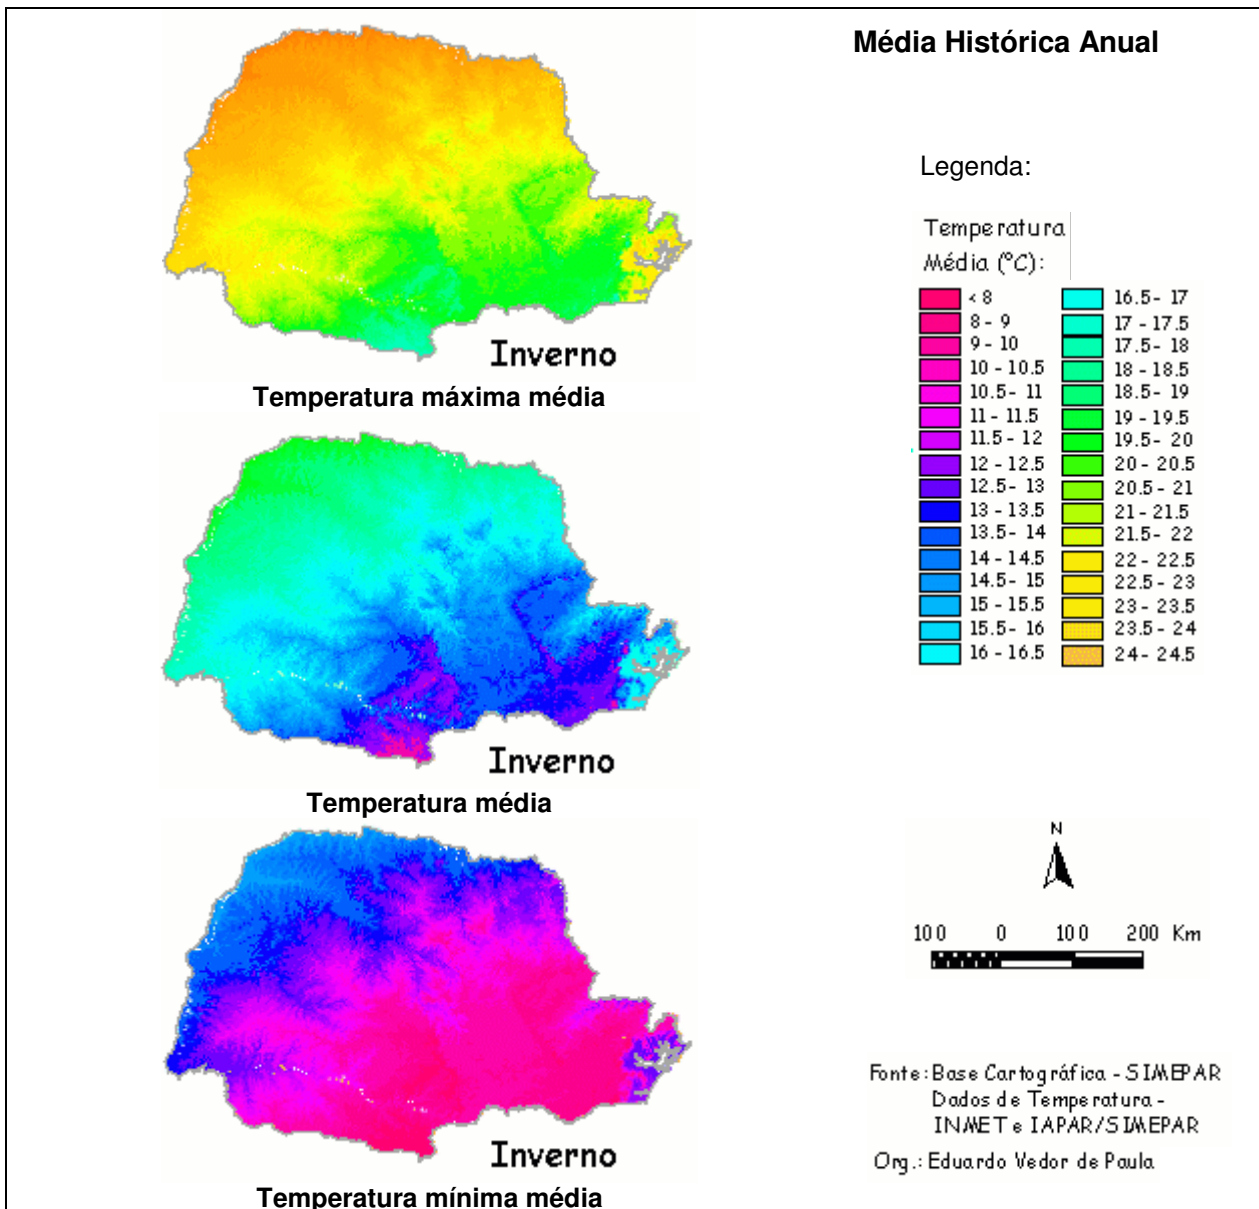 Média Histórica Anual
Inverno
Temperatura máxima média
Inverno
Temperatura média
Inverno
Temperatura mínima média
Legenda:
Temperatura
Média (°C):
< 8
8 - 9
9 - 10
10 - 10.5
10.5 - 11
11 - 11.5
11.5 - 12
12 - 12.5
12.5 - 13
13 - 13.5
13.5 - 14
14 - 14.5
14.5 - 15
15 - 15.5
15.5 - 16
16 - 16.5
16.5 - 17
17 - 17.5
17.5 - 18
18 - 18.5
18.5 - 19
19 - 19.5
19.5 - 20
20 - 20.5
20.5 - 21
21 - 21.5
21.5 - 22
22 - 22.5
22.5 - 23
23 - 23.5
23.5 - 24
24 - 24.5
N
100 0 100 200 Km
Fonte: Base Cartográfica - SIMEPAR
Dados de Temperatura -
INMET e IAPAR/SIMEPAR
Org.: Eduardo Vedor de Paula